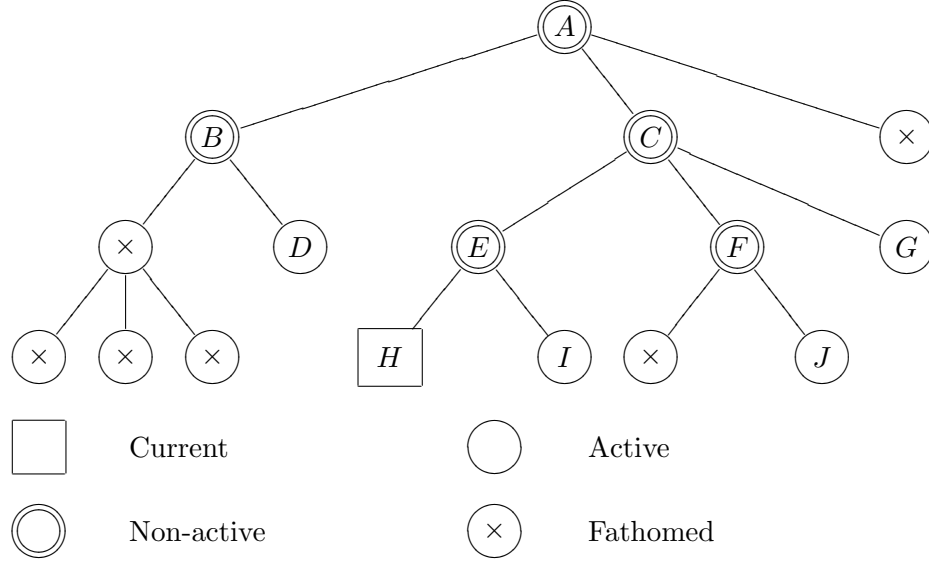 A
B C ×
× D E F G
× × × H I × J
Current Active
Non-active × Fathomed